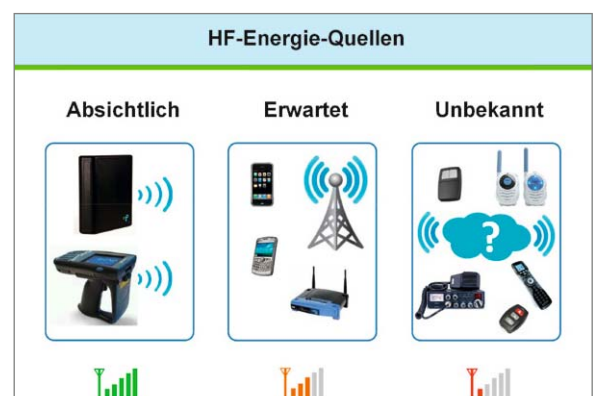 HF-Energie-Quellen
Absichtlich
Erwartet
Unbekannt
?